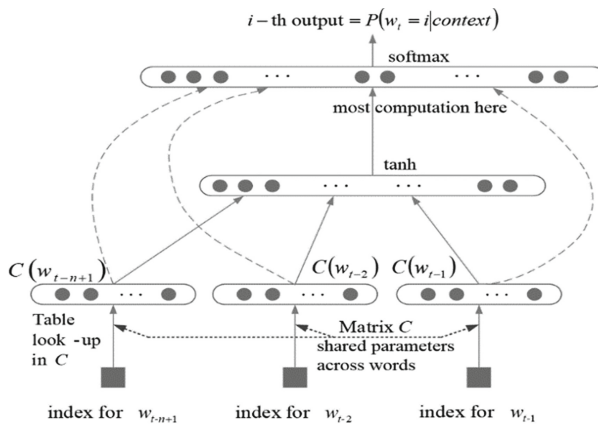 i – th output = P(w_t = i|context)
softmax
· · · · · ·
most computation here
tanh
· · · · · ·
C(w_{t-n+1}) C(w_{t-2}) C(w_{t-1})
· · · · · · · · ·
Table
look -up
in C
Matrix C
shared parameters
across words
index for w_{t-n+1} index for w_{t-2} index for w_{t-1}